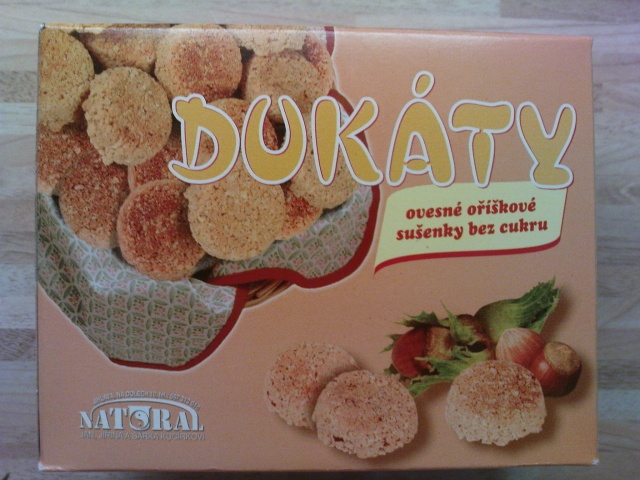 DUKÁTY
ovesné oříškové
sušenky bez cukru
NATURAL